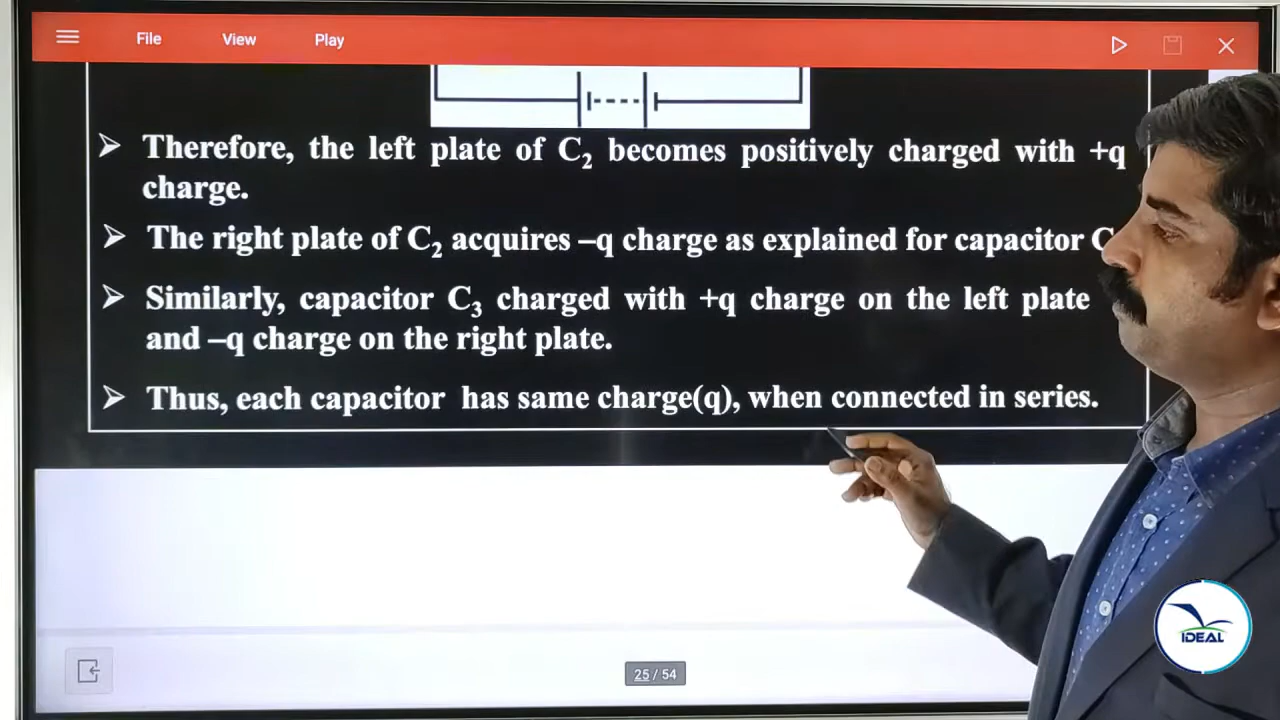 File View Play
➢ Therefore, the left plate of C₂ becomes positively charged with +q
charge.
➢ The right plate of C₂ acquires –q charge as explained for capacitor C
➢ Similarly, capacitor C₃ charged with +q charge on the left plate
and –q charge on the right plate.
➢ Thus, each capacitor has same charge(q), when connected in series.
25 / 54
IDEAL